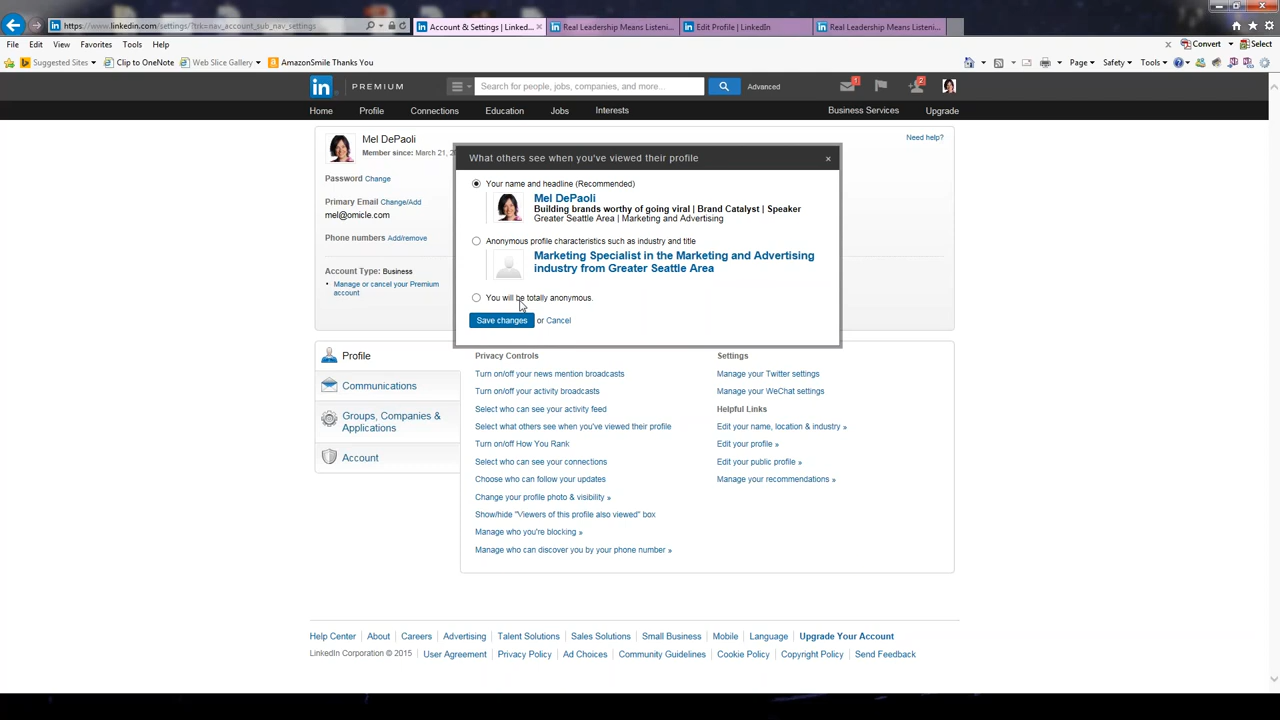 https://www.linkedin.com/settings/?trk=nav_account_sub_nav_settings
Account & Settings | Linked...
Real Leadership Means Listeni...
Edit Profile | LinkedIn
Real Leadership Means Listeni...
File Edit View Favorites Tools Help
Convert
Select
Suggested Sites
Clip to OneNote
Web Slice Gallery
AmazonSmile Thank You
Page
Safety
Tools
in PREMIUM
Search for people, jobs, companies, and more...
Advanced
1
2
Home Profile Connections Education Jobs Interests
Business Services Upgrade
Mel DePaoli
Member since: March 21, 2
Need help?
Password Change
Primary Email Change/Add
mel@omicle.com
Phone numbers Add/remove
Account Type: Business
Manage or cancel your Premium
account
What others see when you've viewed their profile
×
Your name and headline (Recommended)
Mel DePaoli
Building brands worthy of going viral | Brand Catalyst | Speaker
Greater Seattle Area | Marketing and Advertising
Anonymous profile characteristics such as industry and title
Marketing Specialist in the Marketing and Advertising
industry from Greater Seattle Area
You will be totally anonymous.
Save changes or Cancel
Profile
Communications
Groups, Companies &
Applications
Account
Privacy Controls
Turn on/off your news mention broadcasts
Turn on/off your activity broadcasts
Select who can see your activity feed
Select what others see when you've viewed their profile
Turn on/off How You Rank
Select who can see your connections
Choose who can follow your updates
Change your profile photo & visibility »
Show/hide "Viewers of this profile also viewed" box
Manage who you're blocking »
Manage who can discover you by your phone number »
Settings
Manage your Twitter settings
Manage your WeChat settings
Helpful Links
Edit your name, location & industry »
Edit your profile »
Edit your public profile »
Manage your recommendations »
Help Center About Careers Advertising Talent Solutions Sales Solutions Small Business Mobile Language Upgrade Your Account
LinkedIn Corporation © 2015 User Agreement Privacy Policy Ad Choices Community Guidelines Cookie Policy Copyright Policy Send Feedback